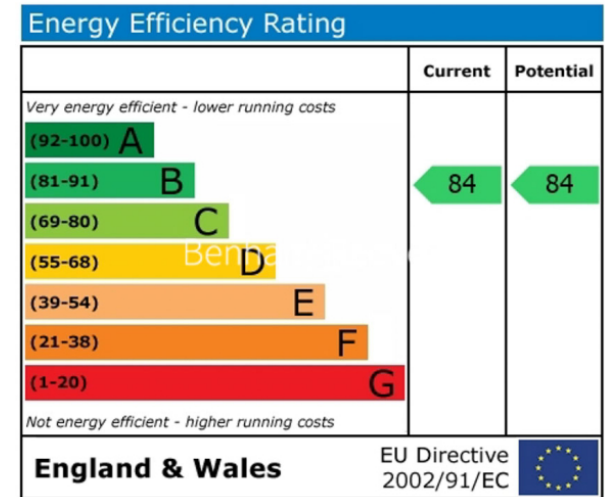 Energy Efficiency Rating
Current Potential
Very energy efficient - lower running costs
(92-100) A
(81-91) B 84 84
(69-80) C
(55-68) D
(39-54) E
(21-38) F
(1-20) G
Not energy efficient - higher running costs
England & Wales
EU Directive
2002/91/EC